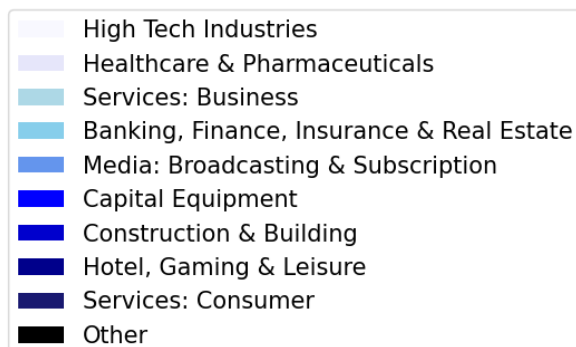 High Tech Industries
Healthcare & Pharmaceuticals
Services: Business
Banking, Finance, Insurance & Real Estate
Media: Broadcasting & Subscription
Capital Equipment
Construction & Building
Hotel, Gaming & Leisure
Services: Consumer
Other